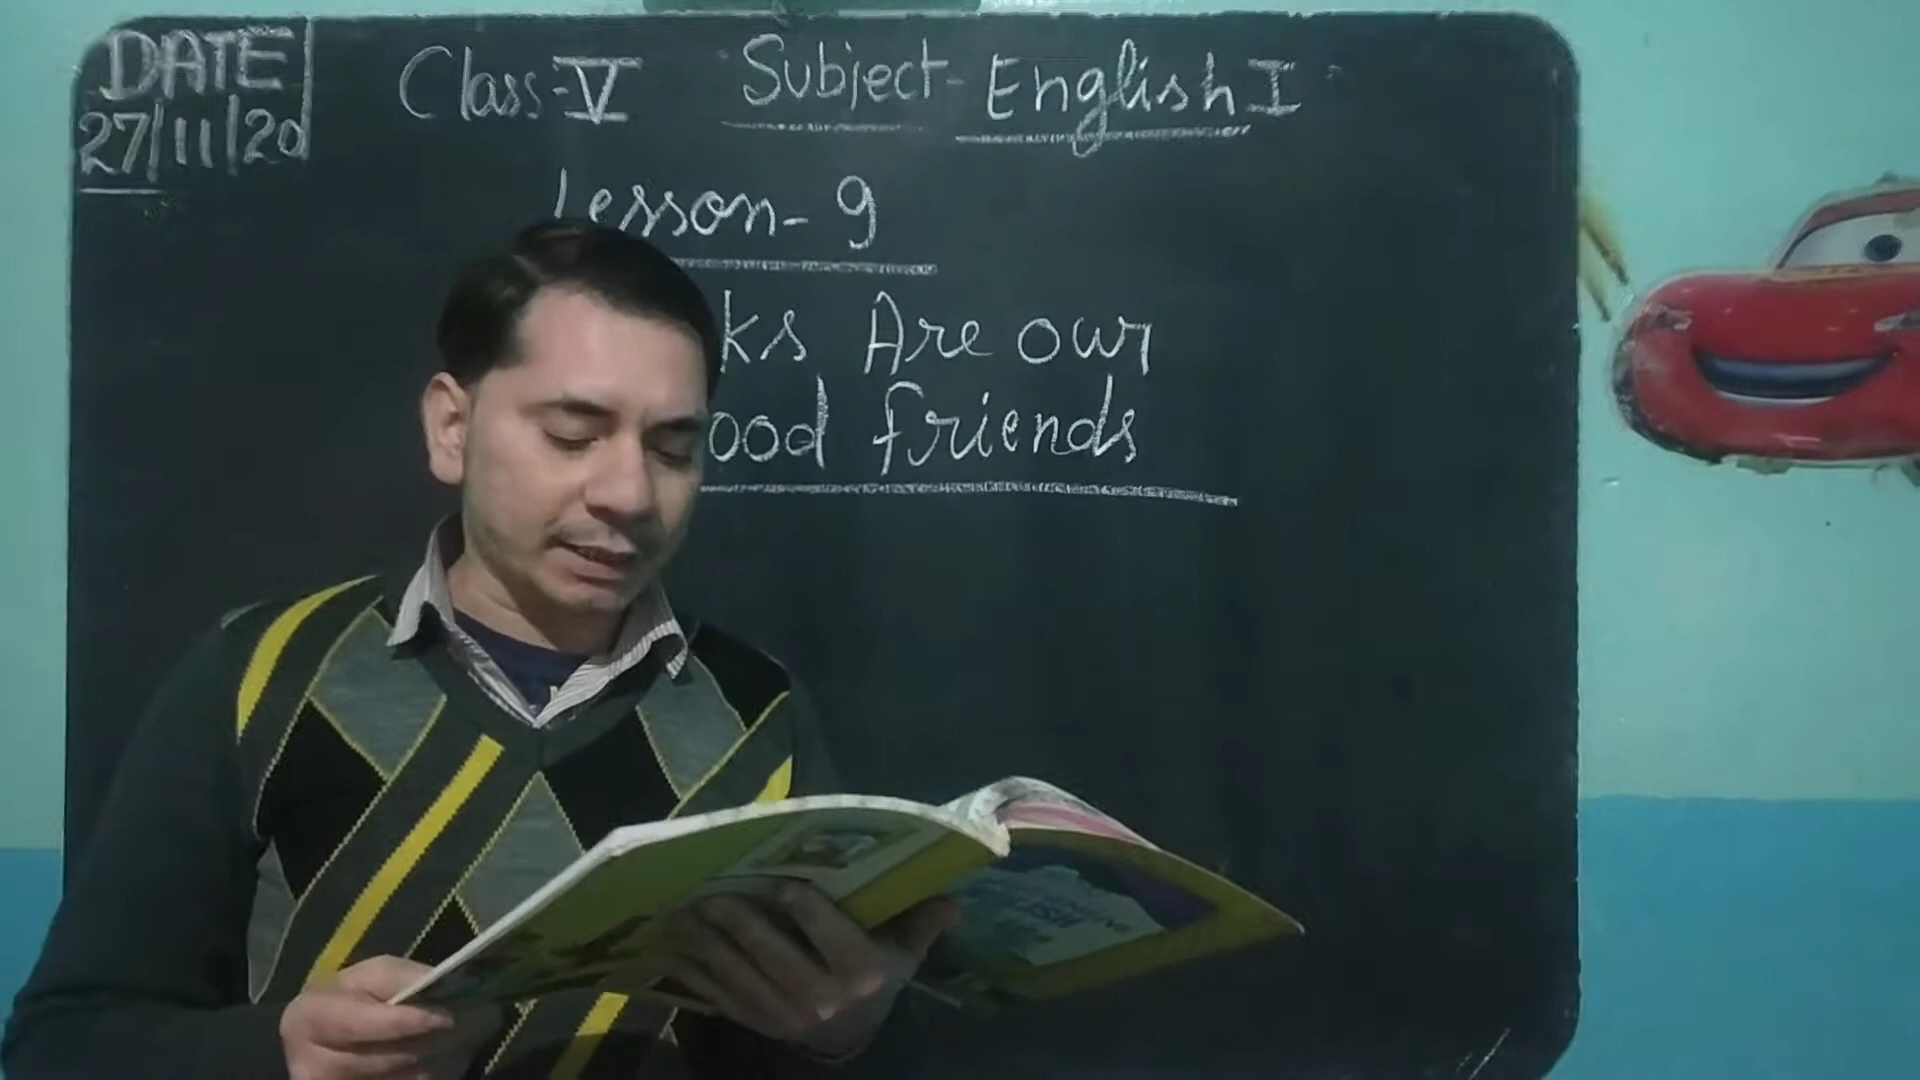 DATE
27/11/20
Class-V Subject- English I
Lesson- 9
ks Are our
ood friends